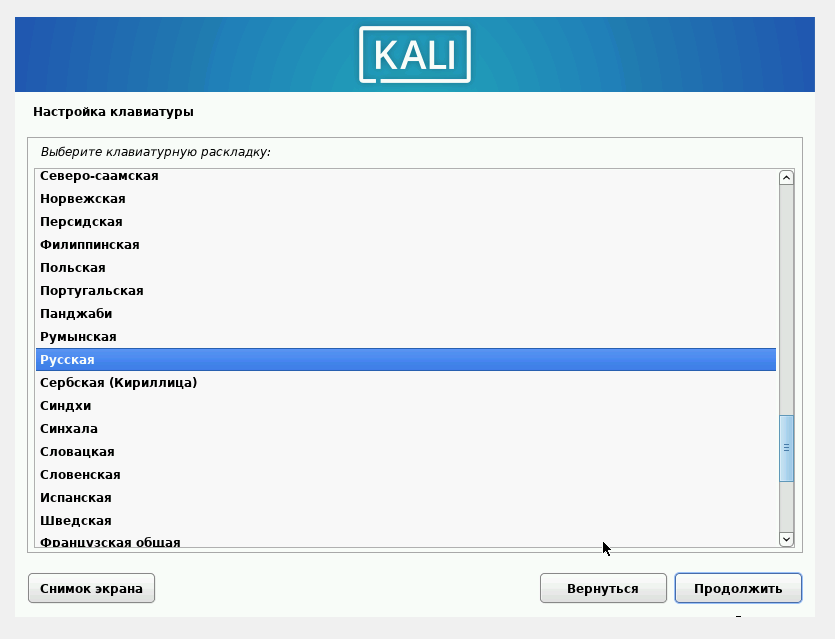 KALI
Настройка клавиатуры
Выберите клавиатурную раскладку:
Северо-саамская
Норвежская
Персидская
Филиппинская
Польская
Португальская
Панджаби
Румынская
Русская
Сербская (Кириллица)
Синдхи
Синхала
Словацкая
Словенская
Испанская
Шведская
Французская общая
Снимок экрана Вернуться Продолжить